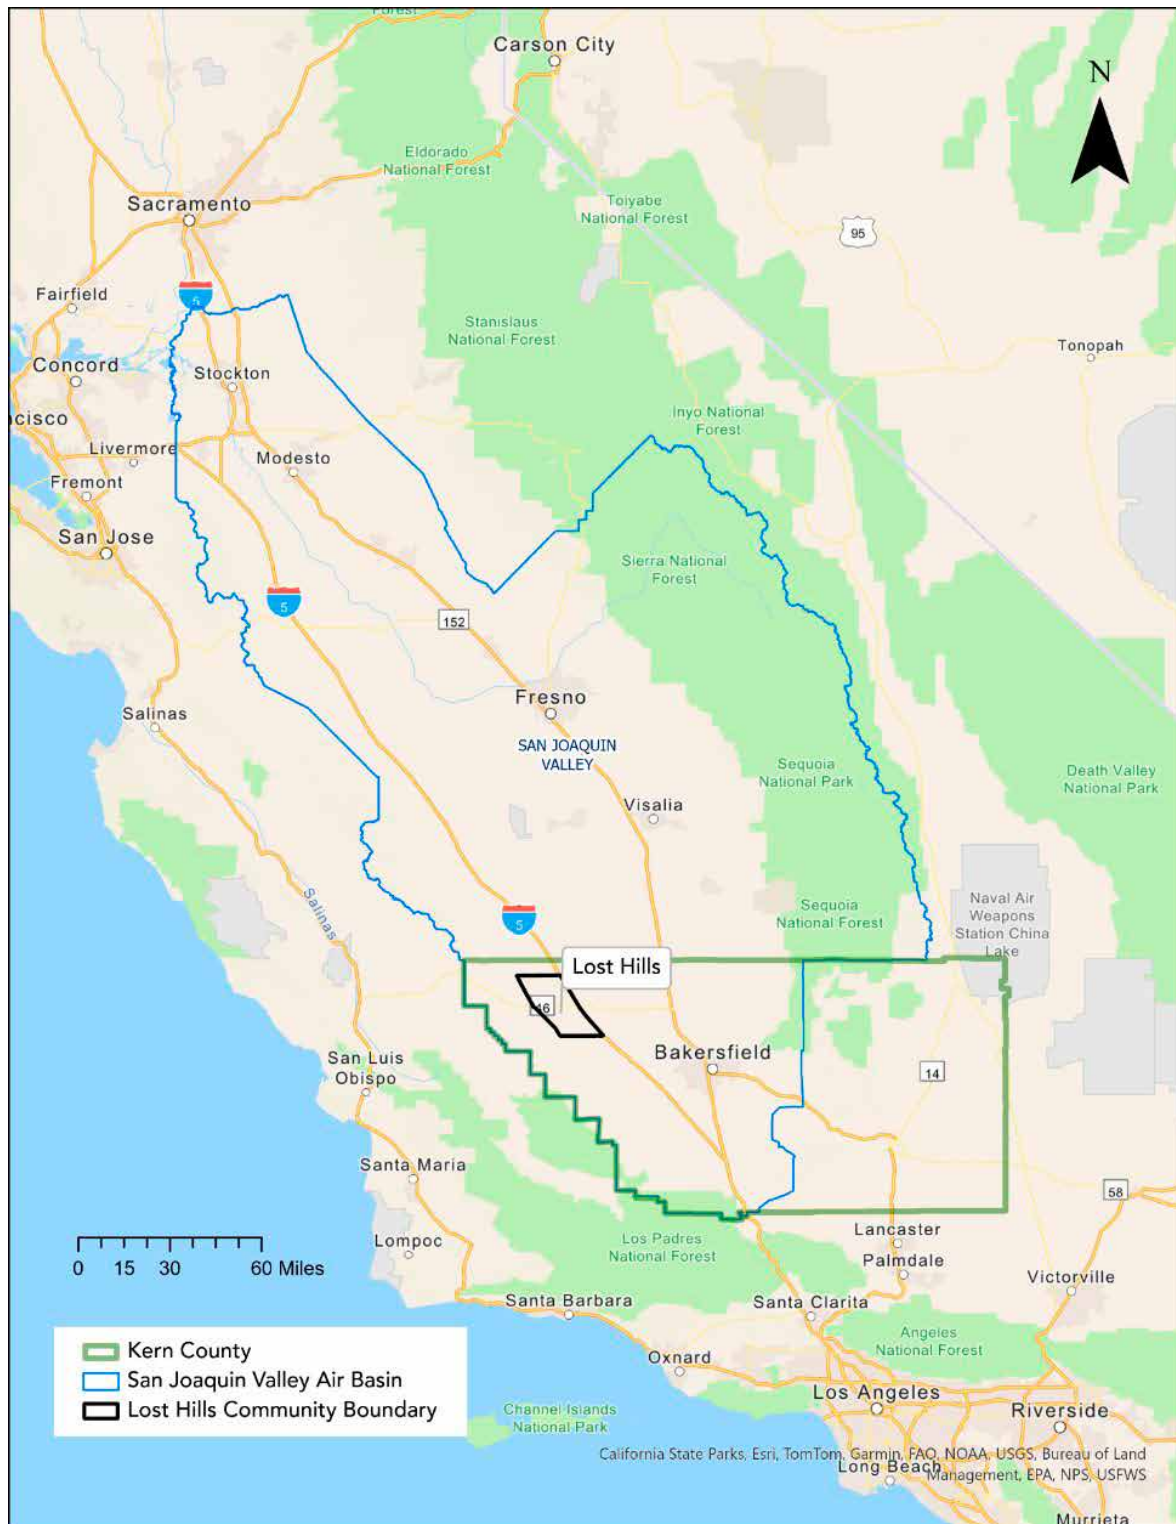 Carson City
N
Eldorado
National Forest
Toiyabe
National Forest
Sacramento
95
Fairfield
5
Stanislaus
National Forest
Tonopah
Concord
Stockton
Inyo National
Forest
ncisco
Livermore
Modesto
Fremont
San Jose
Sierra National
Forest
5
152
Fresno
Salinas
SAN JOAQUIN
VALLEY
Sequoia
National Park
Death Valley
National Park
Visalia
Salinas
Sequoia
National Forest
Naval Air
Weapons
Station China
Lake
5
Lost Hills
46
Bakersfield
San Luis
Obispo
14
Santa Maria
58
Lompoc
Los Padres
National Forest
Lancaster
Palmdale
0 15 30 60 Miles
Victorville
Santa Barbara
Santa Clarita
Angeles
National Forest
Oxnard
Kern County
San Joaquin Valley Air Basin
Lost Hills Community Boundary
Los Angeles
Riverside
Channel Islands
National Park
California State Parks, Esri, TomTom, Garmin, FAO, NOAA, USGS, Bureau of Land
Management, EPA, NPS, USFWS
Long Beach
Murrieta